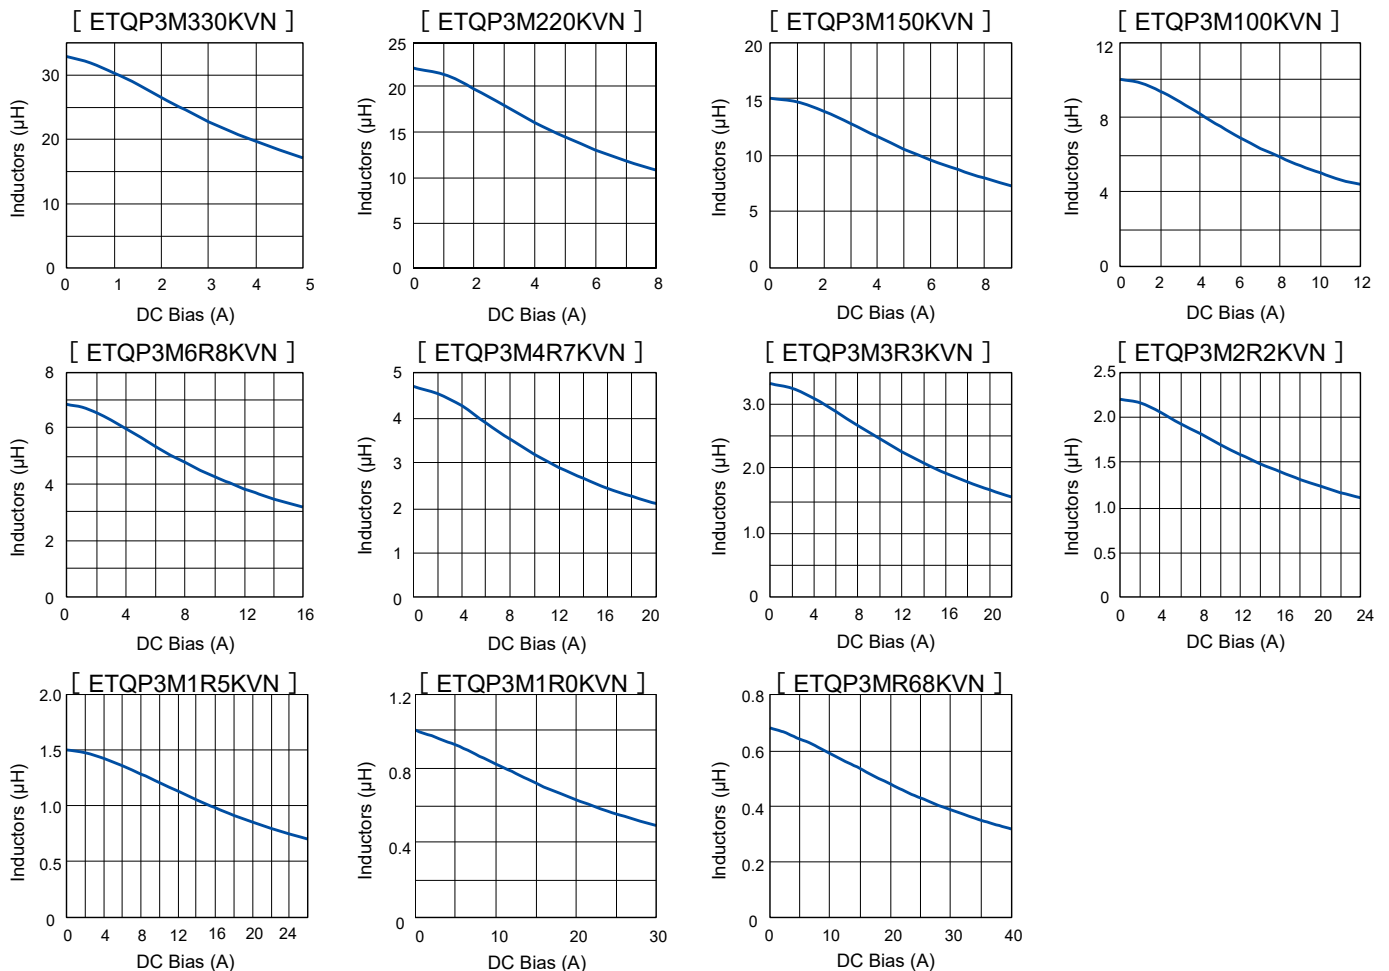 [ ETQP3M330KVN ]
30
20
10
0
0 1 2 3 4 5
Inductors (µH)
DC Bias (A)
[ ETQP3M220KVN ]
25
20
15
10
5
0
0 2 4 6 8
Inductors (µH)
DC Bias (A)
[ ETQP3M150KVN ]
20
15
10
5
0
0 2 4 6 8
Inductors (µH)
DC Bias (A)
[ ETQP3M100KVN ]
12
8
4
0
0 2 4 6 8 10 12
Inductors (µH)
DC Bias (A)
[ ETQP3M6R8KVN ]
8
6
4
2
0
0 4 8 12 16
Inductors (µH)
DC Bias (A)
[ ETQP3M4R7KVN ]
5
4
3
2
1
0
0 4 8 12 16 20
Inductors (µH)
DC Bias (A)
[ ETQP3M3R3KVN ]
3.0
2.0
1.0
0
0 4 8 12 16 20
Inductors (µH)
DC Bias (A)
[ ETQP3M2R2KVN ]
2.5
2.0
1.5
1.0
0.5
0
0 4 8 12 16 20 24
Inductors (µH)
DC Bias (A)
[ ETQP3M1R5KVN ]
2.0
1.5
1.0
0.5
0
0 4 8 12 16 20 24
Inductors (µH)
DC Bias (A)
[ ETQP3M1R0KVN ]
1.2
0.8
0.4
0
0 10 20 30
Inductors (µH)
DC Bias (A)
[ ETQP3MR68KVN ]
0.8
0.6
0.4
0.2
0
0 10 20 30 40
Inductors (µH)
DC Bias (A)